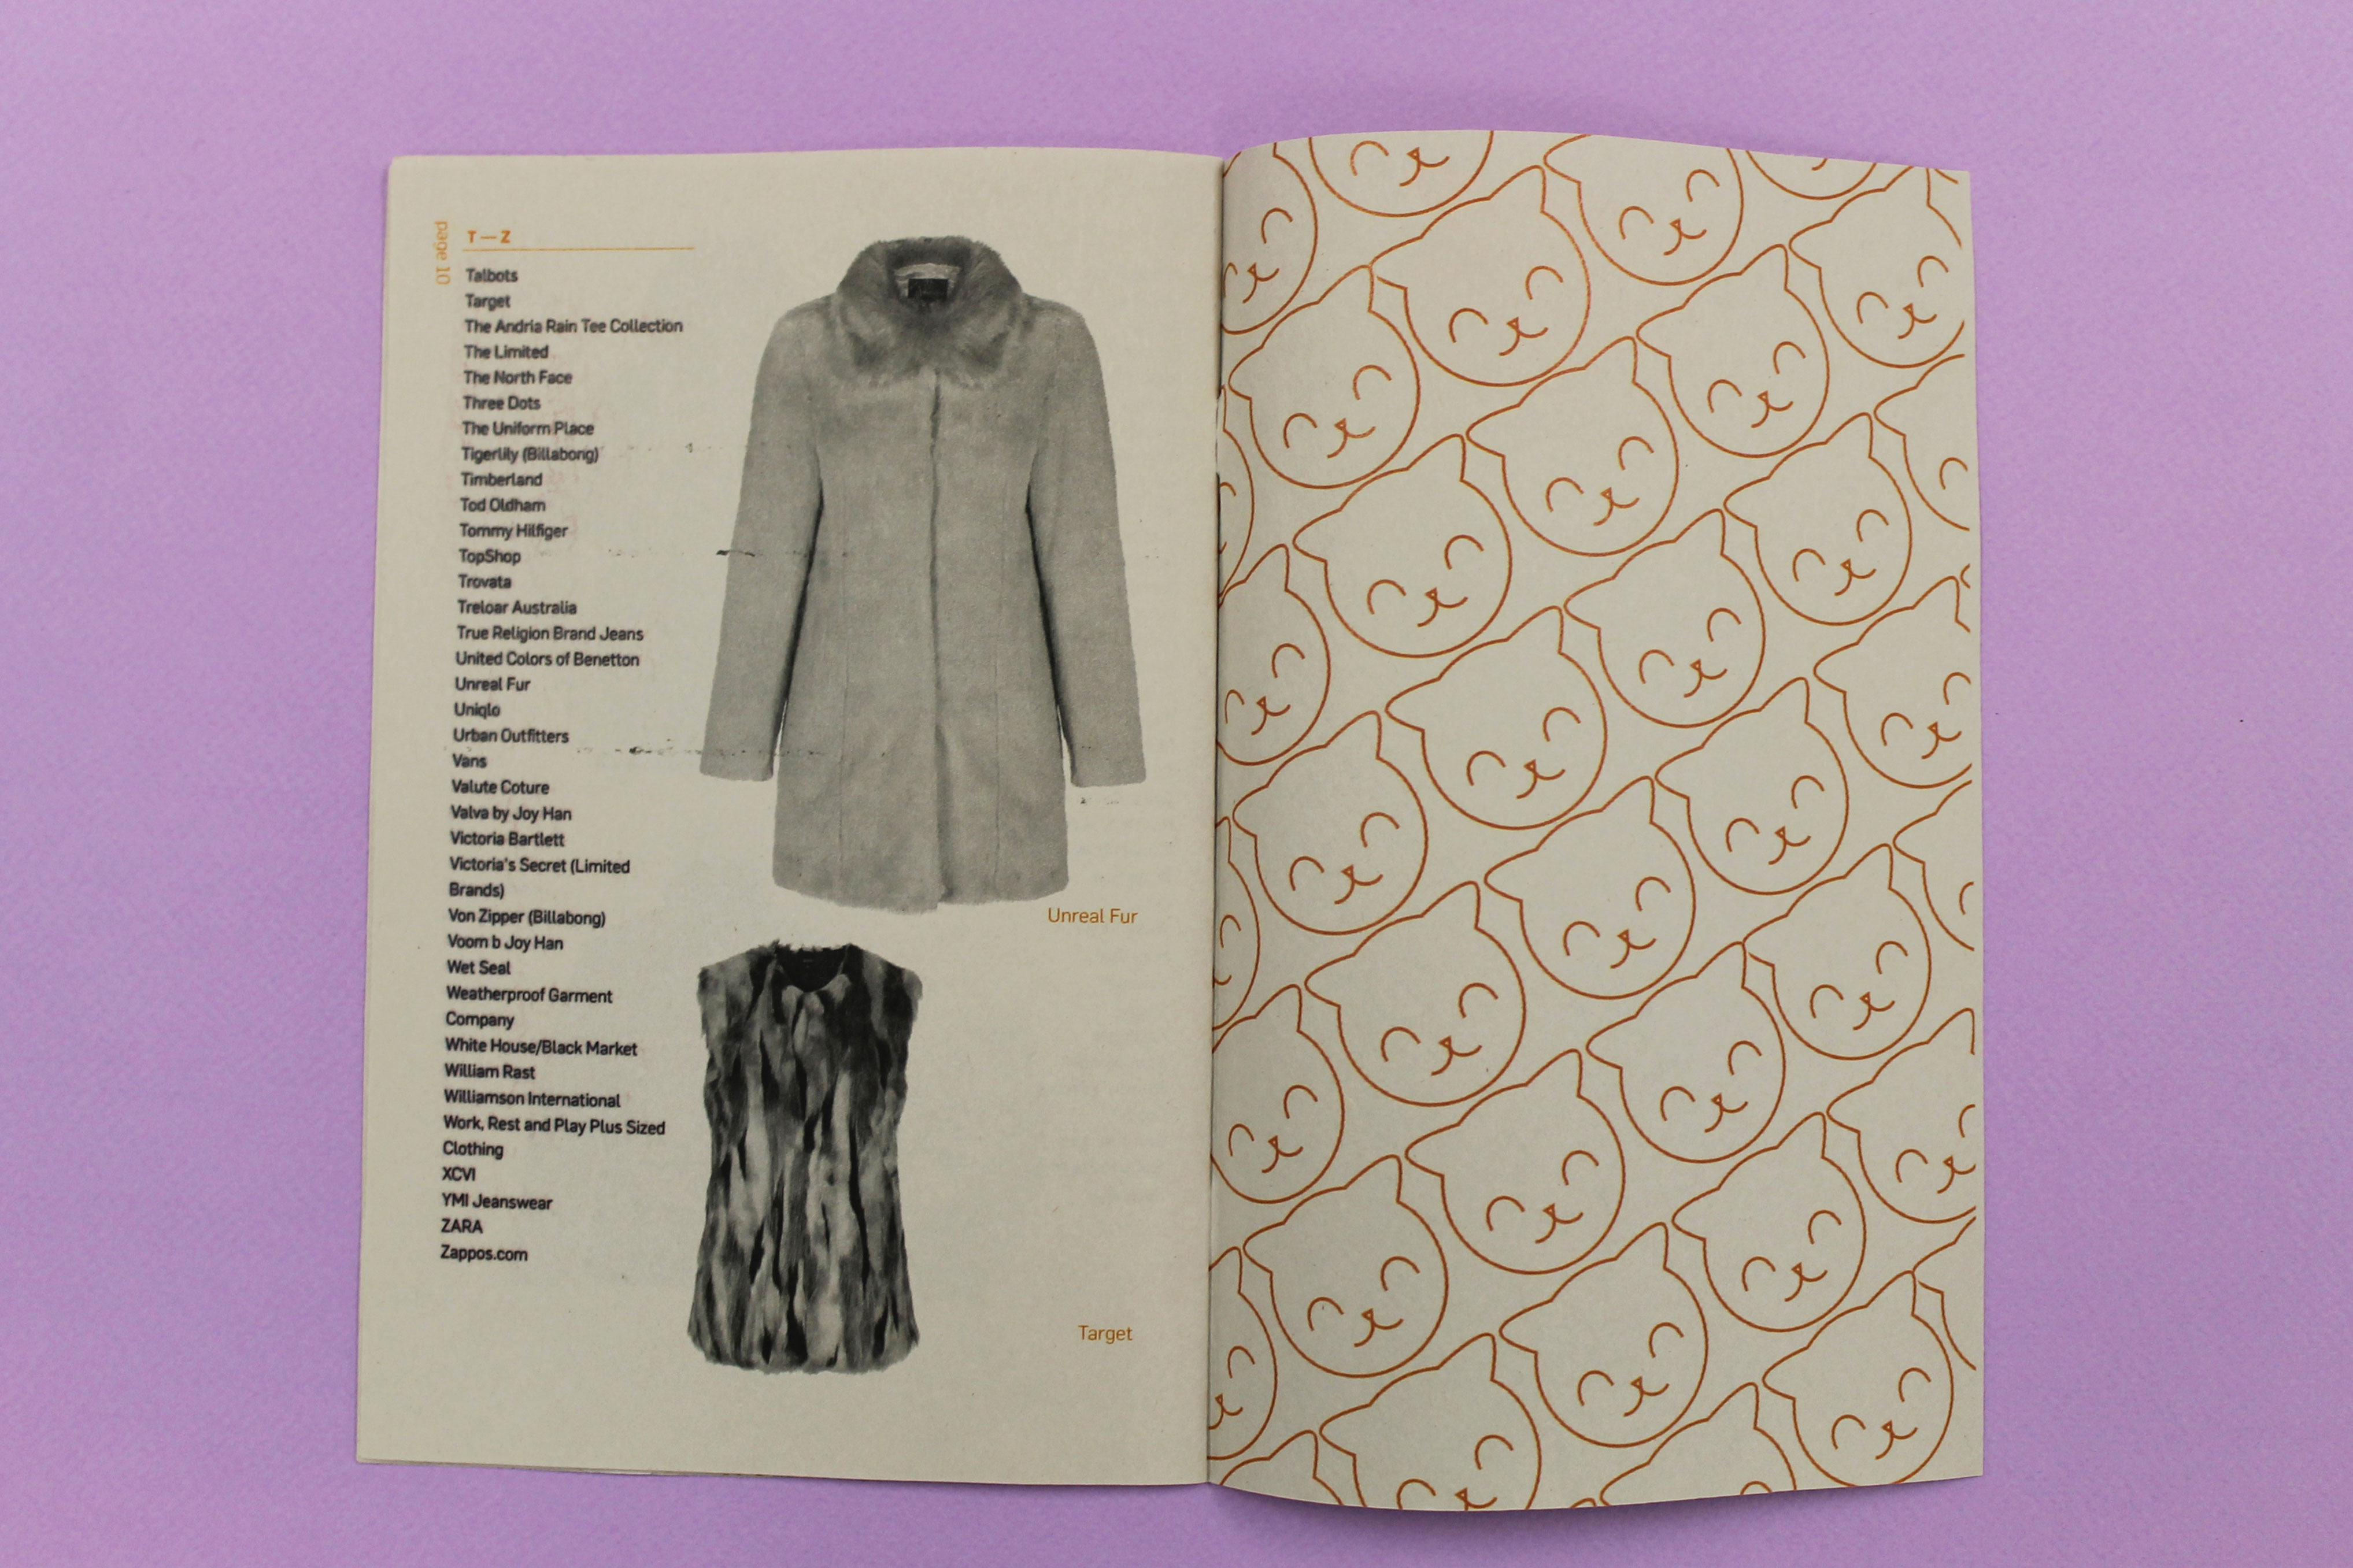 page 10
T — Z
Talbots
Target
The Andria Rain Tee Collection
The Limited
The North Face
Three Dots
The Uniform Place
Tigerlily (Billabong)
Timberland
Tod Oldham
Tommy Hilfiger
TopShop
Trovata
Treloar Australia
True Religion Brand Jeans
United Colors of Benetton
Unreal Fur
Uniqlo
Urban Outfitters
Vans
Valute Coture
Valva by Joy Han
Victoria Bartlett
Victoria's Secret (Limited
Brands)
Von Zipper (Billabong)
Voom b Joy Han
Wet Seal
Weatherproof Garment
Company
White House/Black Market
William Rast
Williamson International
Work, Rest and Play Plus Sized
Clothing
XCVI
YMI Jeanswear
ZARA
Zappos.com
Unreal Fur
Target